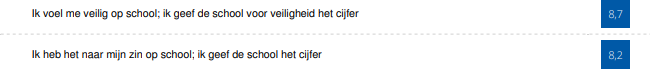 Ik voel me veilig op school; ik geef de school voor veiligheid het cijfer 8,7
Ik heb het naar mijn zin op school; ik geef de school het cijfer 8,2